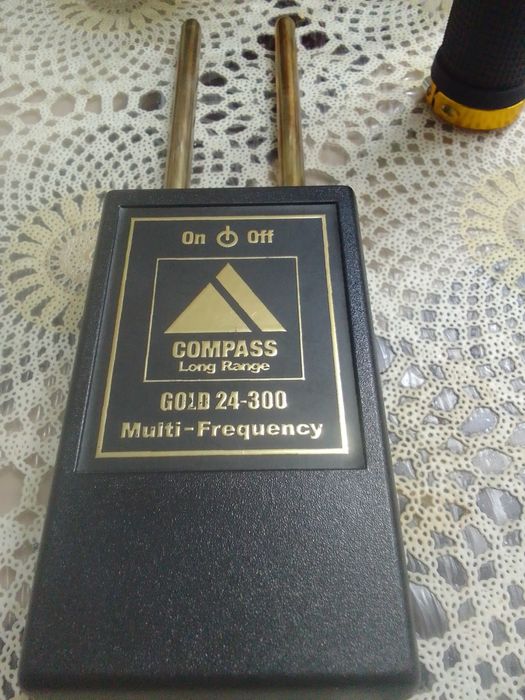 On Off
COMPASS
Long Range
GOLD 24-300
Multi-Frequency